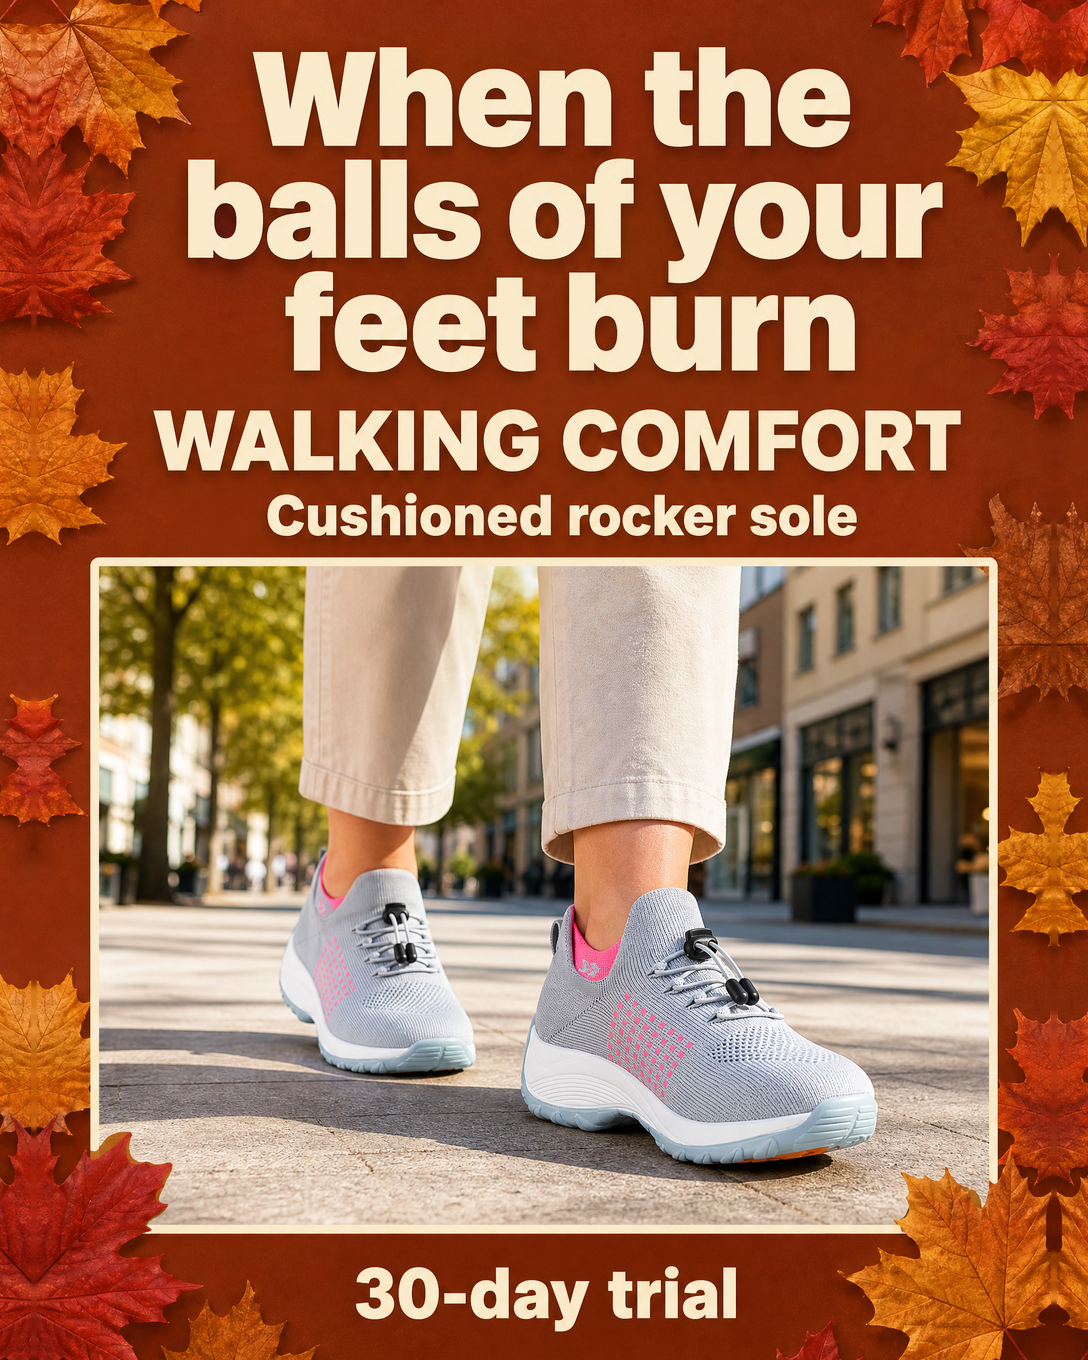 When the
balls of your
feet burn
WALKING COMFORT
Cushioned rocker sole
30-day trial